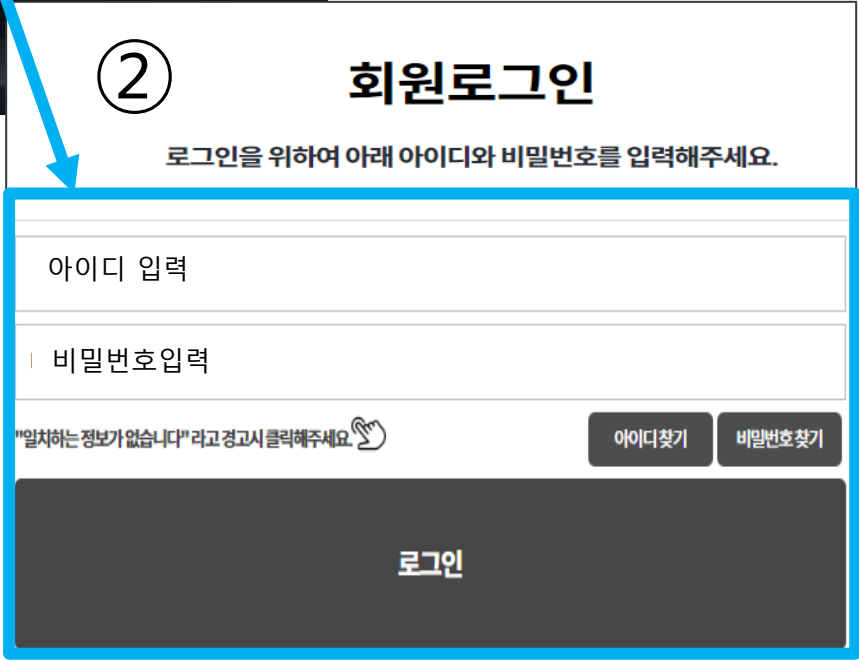 ② 회원로그인
로그인을 위하여 아래 아이디와 비밀번호를 입력해주세요.
아이디 입력
비밀번호입력
"일치하는 정보가 없습니다" 라고 경고시 클릭해주세요.
아이디 찾기 비밀번호 찾기
로그인